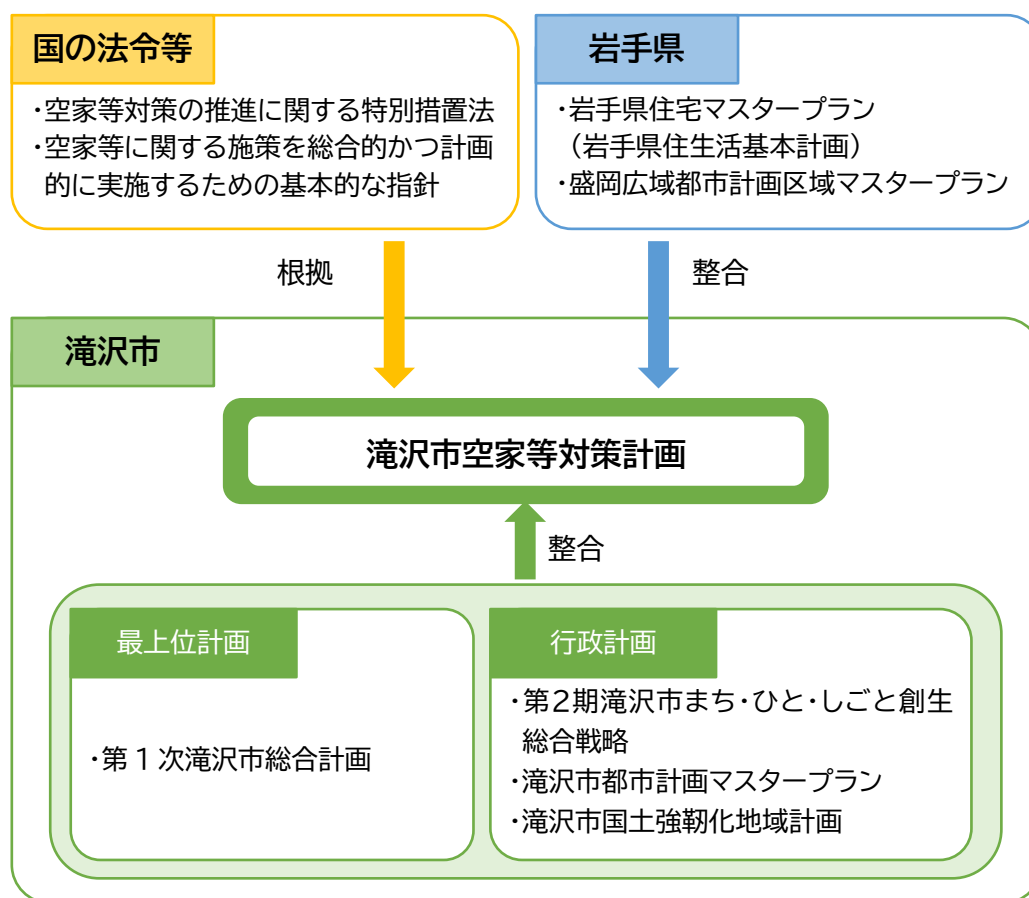 国の法令等
・空家等対策の推進に関する特別措置法
・空家等に関する施策を総合的かつ計画
的に実施するための基本的な指針
岩手県
・岩手県住宅マスタープラン
（岩手県住生活基本計画）
・盛岡広域都市計画区域マスタープラン
根拠
整合
滝沢市
滝沢市空家等対策計画
整合
最上位計画
・第１次滝沢市総合計画
行政計画
・第２期滝沢市まち・ひと・しごと創生
総合戦略
・滝沢市都市計画マスタープラン
・滝沢市国土強靭化地域計画